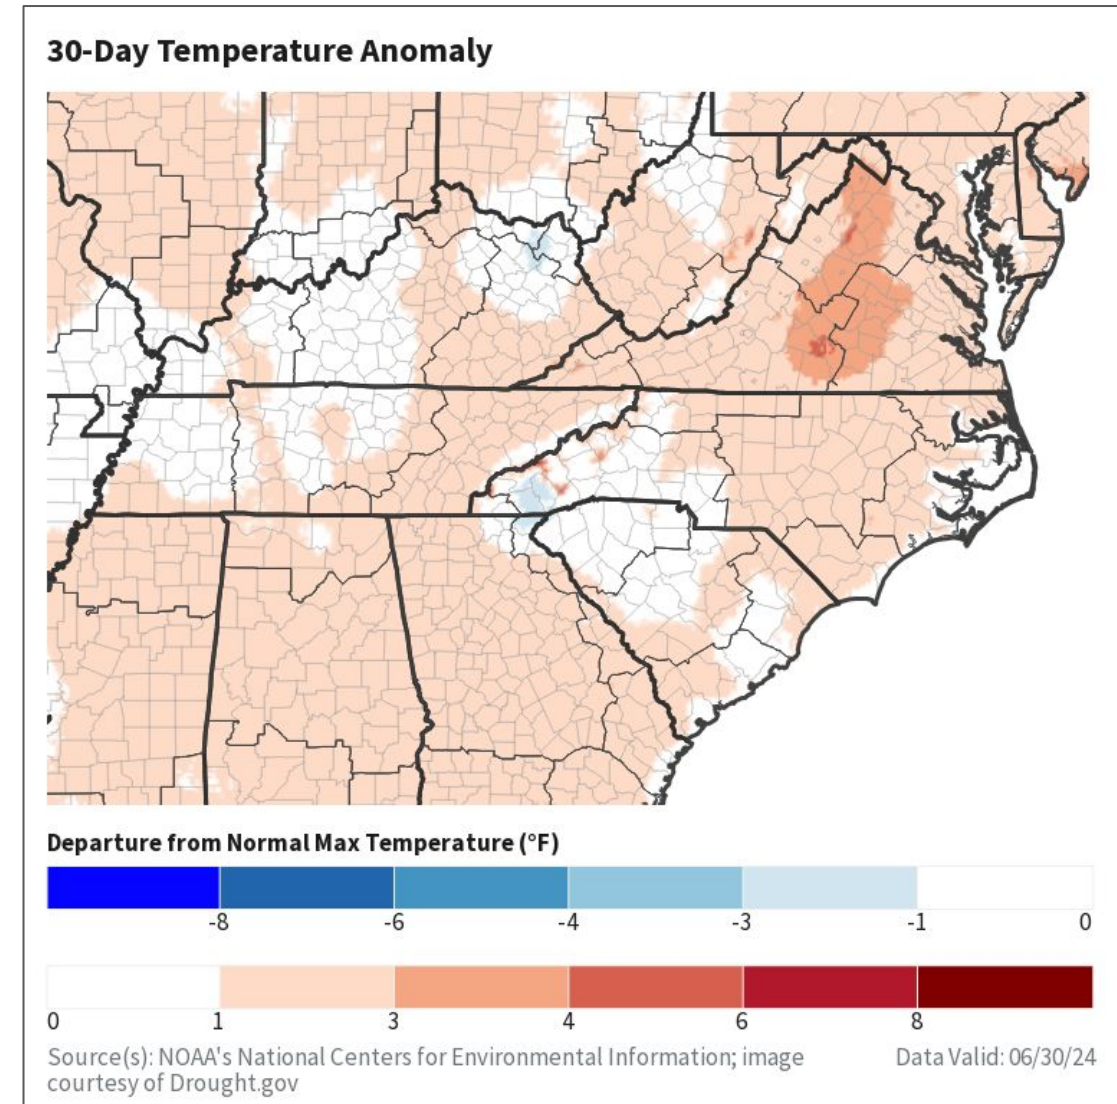 30-Day Temperature Anomaly
Departure from Normal Max Temperature (°F)
-8 -6 -4 -3 -1 0
0 1 3 4 6 8
Source(s): NOAA's National Centers for Environmental Information; image
courtesy of Drought.gov
Data Valid: 06/30/24